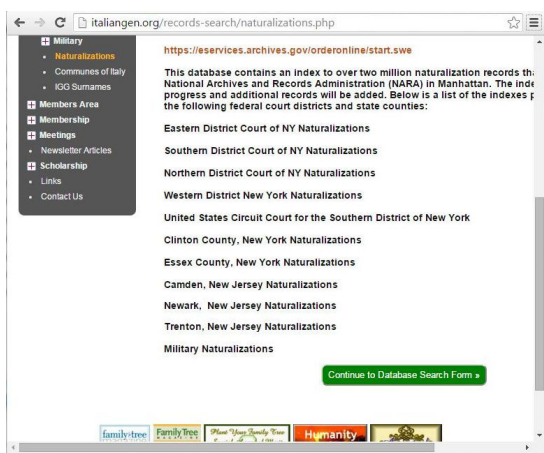 italiangen.org/records-search/naturalizations.php
Military
Naturalizations
Communes of Italy
IGG Surnames
Members Area
Membership
Meetings
Newsletter Articles
Scholarship
Links
Contact Us
https://eservices.archives.gov/orderonline/start.swe
This database contains an index to over two million naturalization records tha
National Archives and Records Administration (NARA) in Manhattan. The inde
progress and additional records will be added. Below is a list of the indexes p
the following federal court districts and state counties:
Eastern District Court of NY Naturalizations
Southern District Court of NY Naturalizations
Northern District Court of NY Naturalizations
Western District New York Naturalizations
United States Circuit Court for the Southern District of New York
Clinton County, New York Naturalizations
Essex County, New York Naturalizations
Camden, New Jersey Naturalizations
Newark, New Jersey Naturalizations
Trenton, New Jersey Naturalizations
Military Naturalizations
Continue to Database Search Form »
family tree
Family Tree
Plant Your Family Tree
Humanity